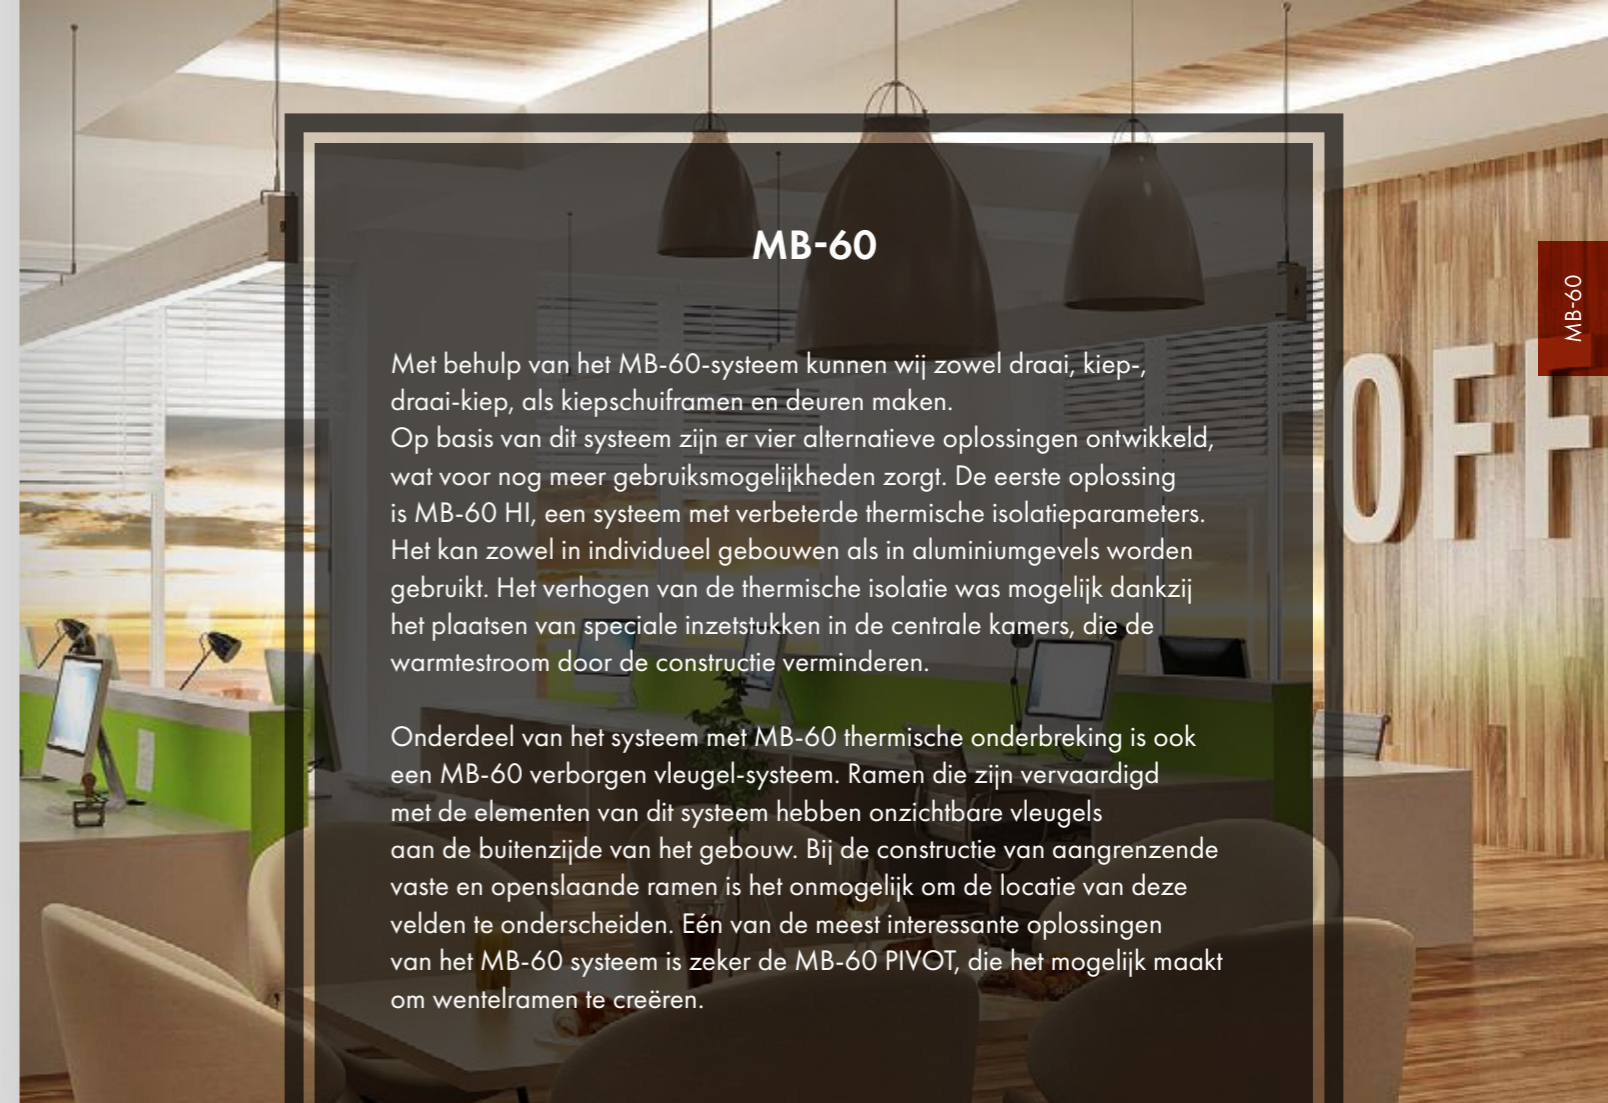 MB-60
MB-60
Met behulp van het MB-60-systeem kunnen wij zowel draai, kiep-,
draai-kiep, als kiepschuiframen en deuren maken.
Op basis van dit systeem zijn er vier alternatieve oplossingen ontwikkeld,
wat voor nog meer gebruiksmogelijkheden zorgt. De eerste oplossing
is MB-60 HI, een systeem met verbeterde thermische isolatieparameters.
Het kan zowel in individueel gebouwen als in aluminiumgevels worden
gebruikt. Het verhogen van de thermische isolatie was mogelijk dankzij
het plaatsen van speciale inzetstukken in de centrale kamers, die de
warmtestroom door de constructie verminderen.
Onderdeel van het systeem met MB-60 thermische onderbreking is ook
een MB-60 verborgen vleugel-systeem. Ramen die zijn vervaardigd
met de elementen van dit systeem hebben onzichtbare vleugels
aan de buitenzijde van het gebouw. Bij de constructie van aangrenzende
vaste en openslaande ramen is het onmogelijk om de locatie van deze
velden te onderscheiden. Eén van de meest interessante oplossingen
van het MB-60 systeem is zeker de MB-60 PIVOT, die het mogelijk maakt
om wentelramen te creëren.
OFF